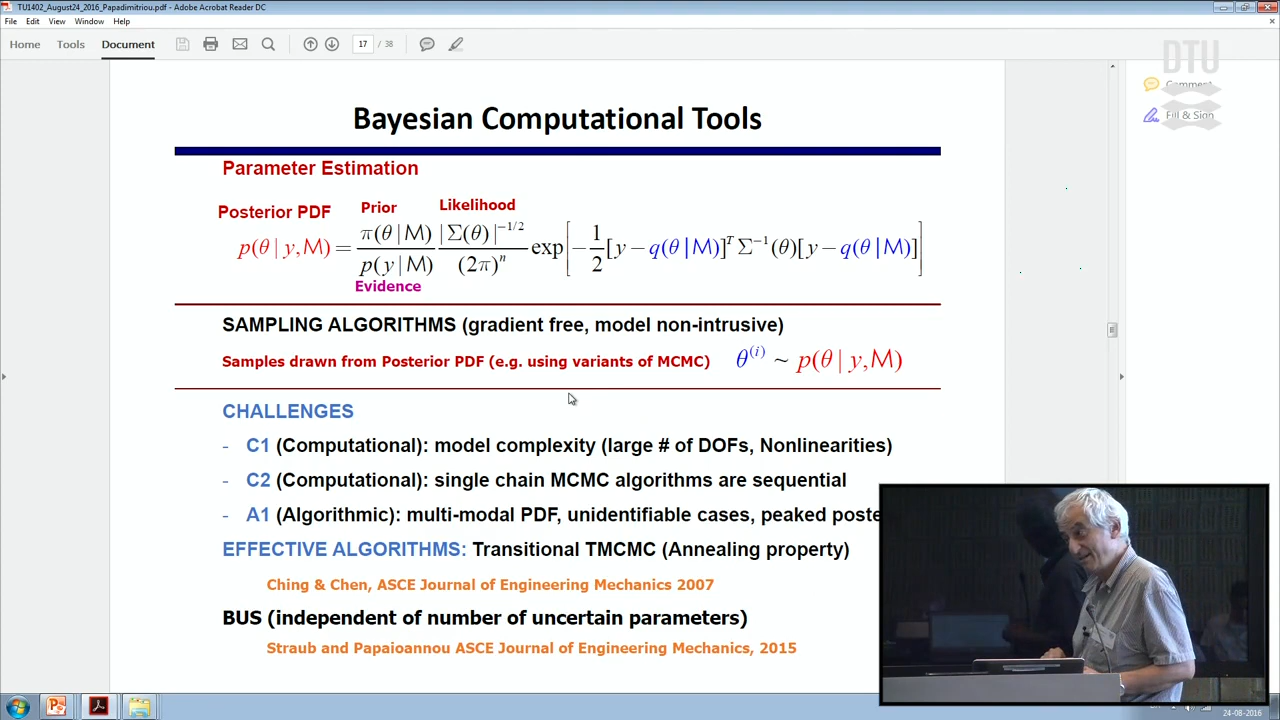 TU1402_August24_2016_Papadimitriou.pdf - Adobe Acrobat Reader DC
File Edit View Window Help
Home Tools Document 17 / 38
DTU
Comment
Fill & Sign
Bayesian Computational Tools
Parameter Estimation
Posterior PDF Prior Likelihood
p(θ | y, M) = π(θ | M) / p(y | M) |Σ(θ)|^{-1/2} / (2π)^n exp[ -1/2 [y − q(θ | M)]^T Σ^{-1}(θ)[y − q(θ | M)] ]
Evidence
SAMPLING ALGORITHMS (gradient free, model non-intrusive)
Samples drawn from Posterior PDF (e.g. using variants of MCMC) θ^{(i)} ~ p(θ | y, M)
CHALLENGES
- C1 (Computational): model complexity (large # of DOFs, Nonlinearities)
- C2 (Computational): single chain MCMC algorithms are sequential
- A1 (Algorithmic): multi-modal PDF, unidentifiable cases, peaked poste
EFFECTIVE ALGORITHMS: Transitional TMCMC (Annealing property)
Ching & Chen, ASCE Journal of Engineering Mechanics 2007
BUS (independent of number of uncertain parameters)
Straub and Papaioannou ASCE Journal of Engineering Mechanics, 2015
24-08-2016